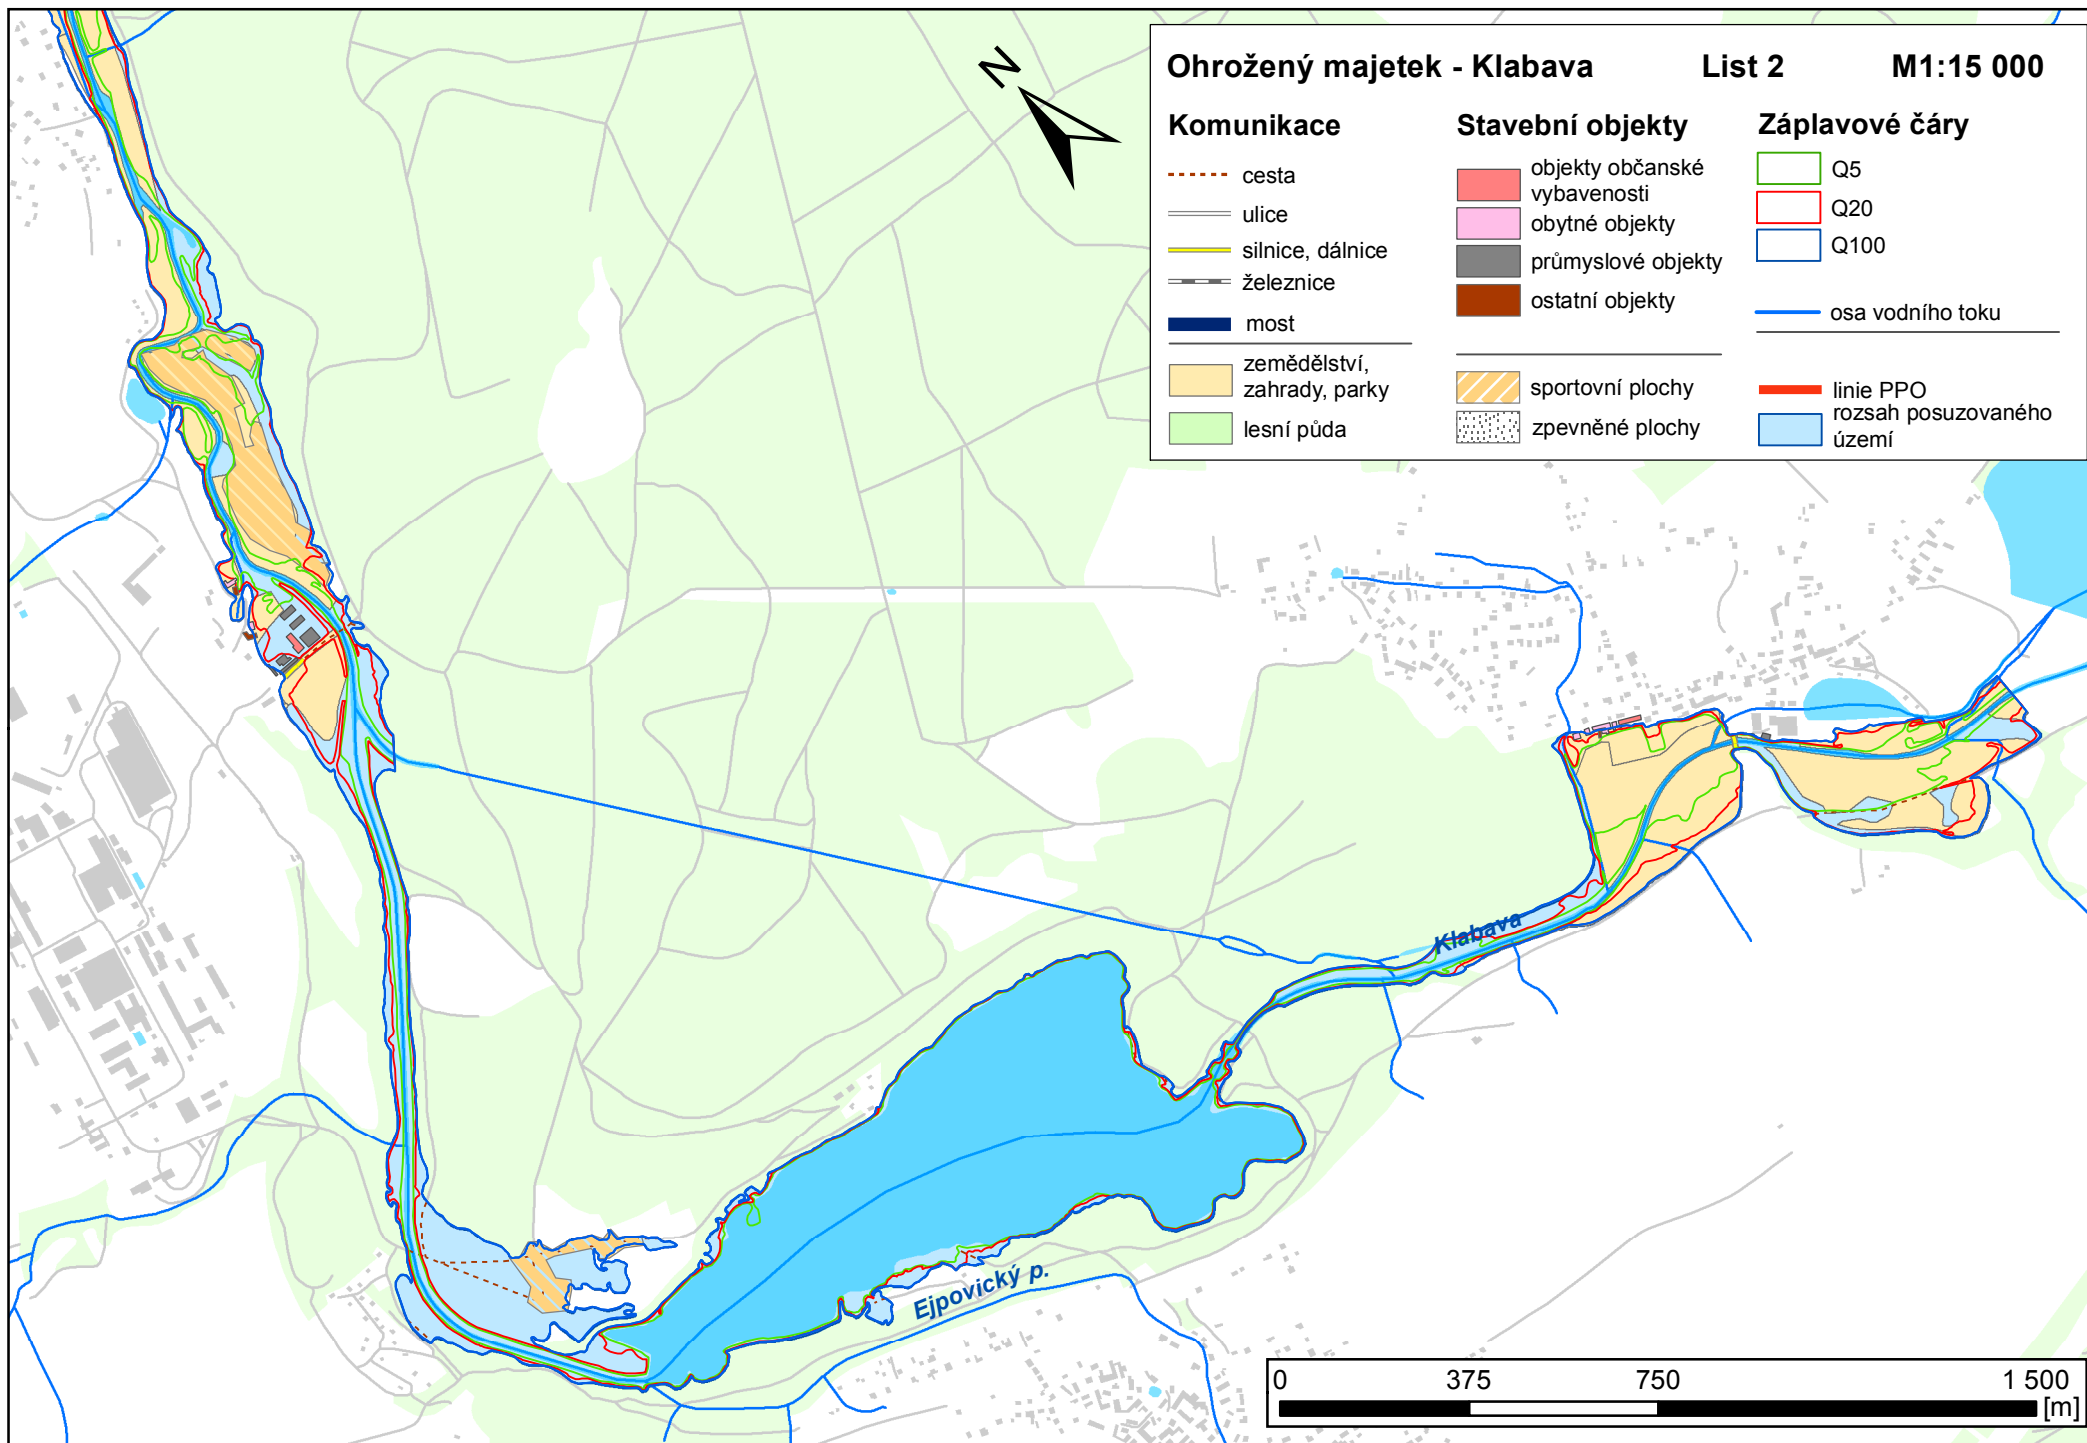 Ohrožený majetek - Klabava List 2 M1:15 000
N
Komunikace
cesta
ulice
silnice, dálnice
železnice
most
zemědělství,
zahrady, parky
lesní půda
Stavební objekty
objekty občanské
vybavenosti
obytné objekty
průmyslové objekty
ostatní objekty
sportovní plochy
zpevněné plochy
Záplavové čáry
Q5
Q20
Q100
osa vodního toku
linie PPO
rozsah posuzovaného
území
Klabava
Ejpovický p.
0 375 750 1 500
[m]